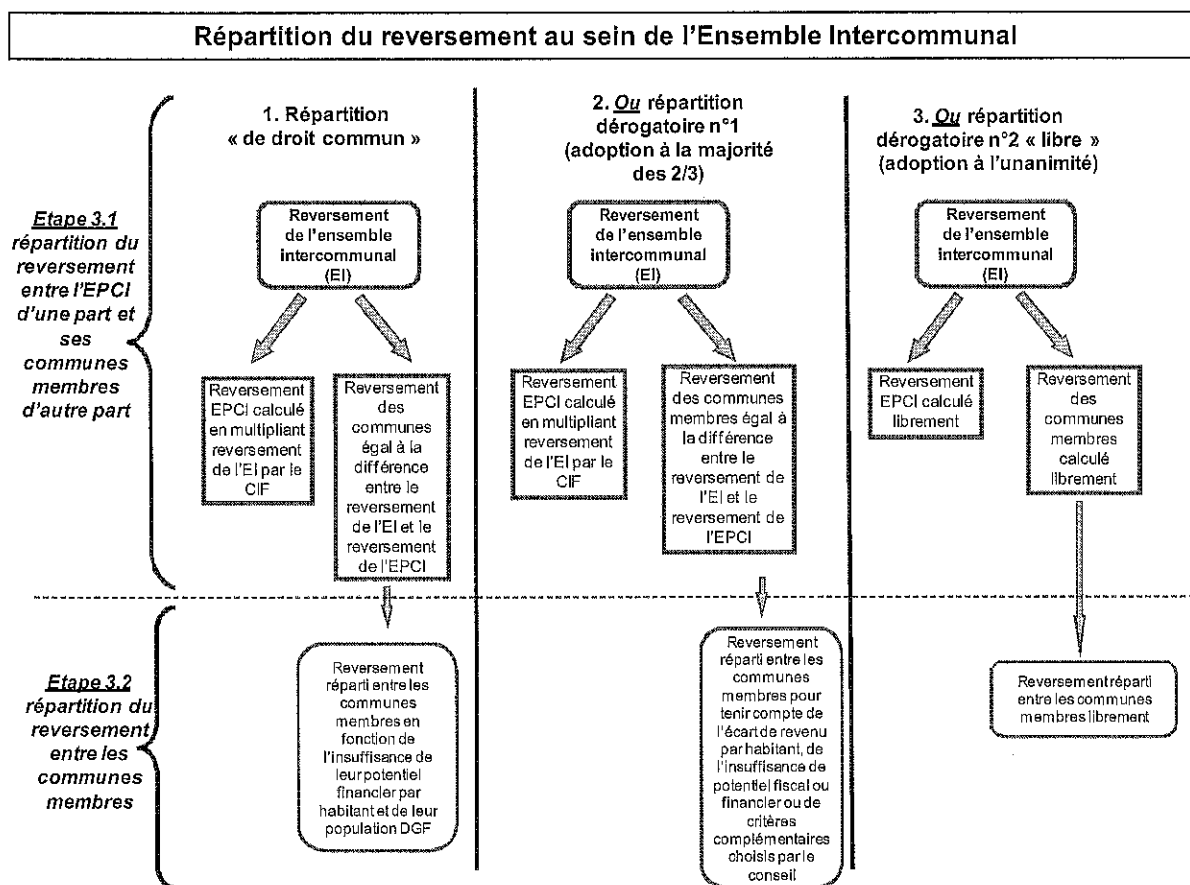 Répartition du reversement au sein de l'Ensemble Intercommunal
1. Répartition
« de droit commun »
2. Ou répartition
dérogatoire n°1
(adoption à la majorité
des 2/3)
3. Ou répartition
dérogatoire n°2 « libre »
(adoption à l'unanimité)
Etape 3.1
répartition du
reversement
entre l'EPCI
d'une part et
ses
communes
membres
d'autre part
Reversement
de l'ensemble
intercommunal
(EI)
Reversement
EPCI calculé
en multipliant
reversement
de l'EI par le
CIF
Reversement
des
communes
égal à la
différence
entre le
reversement
de l'EI et le
reversement
de l'EPCI
Reversement
de l'ensemble
intercommunal
(EI)
Reversement
EPCI calculé
en multipliant
reversement
de l'EI par le
CIF
Reversement
des communes
membres égal à
la différence
entre le
reversement
de l'EI et le
reversement de
l'EPCI
Reversement
de l'ensemble
intercommunal
(EI)
Reversement
EPCI calculé
librement
Reversement
des
communes
membres
calculé
librement
Etape 3.2
répartition du
reversement
entre les
communes
membres
Reversement
réparti entre les
communes
membres en
fonction de
l'insuffisance de
leur potentiel
financier par
habitant et de leur
population DGF
Reversement
réparti entre les
communes
membres pour
tenir compte de
l'écart de revenu
par habitant, de
l'insuffisance de
potentiel fiscal ou
financier ou de
critères
complémentaires
choisis par le
conseil
Reversement réparti
entre les communes
membres librement